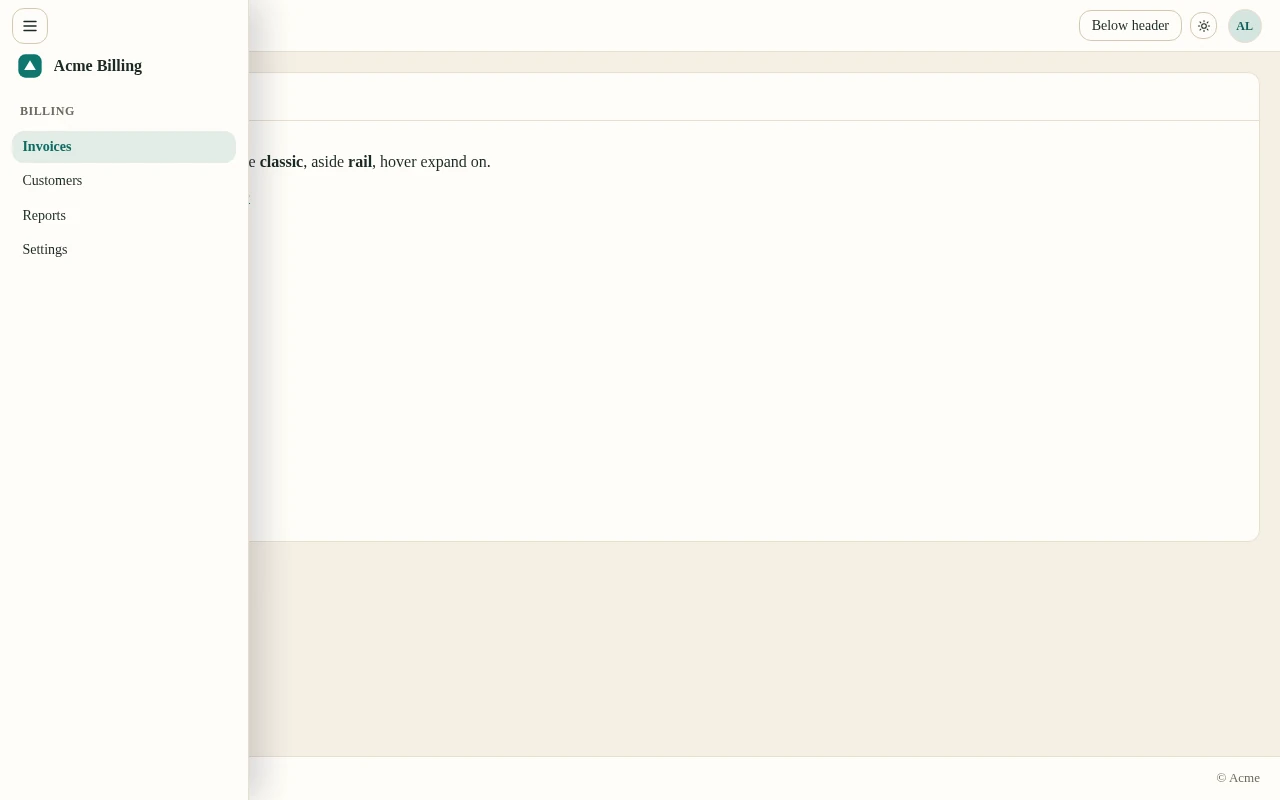 Below header
AL
Acme Billing
BILLING
Invoices
classic, aside rail, hover expand on.
Customers
Reports
Settings
© Acme